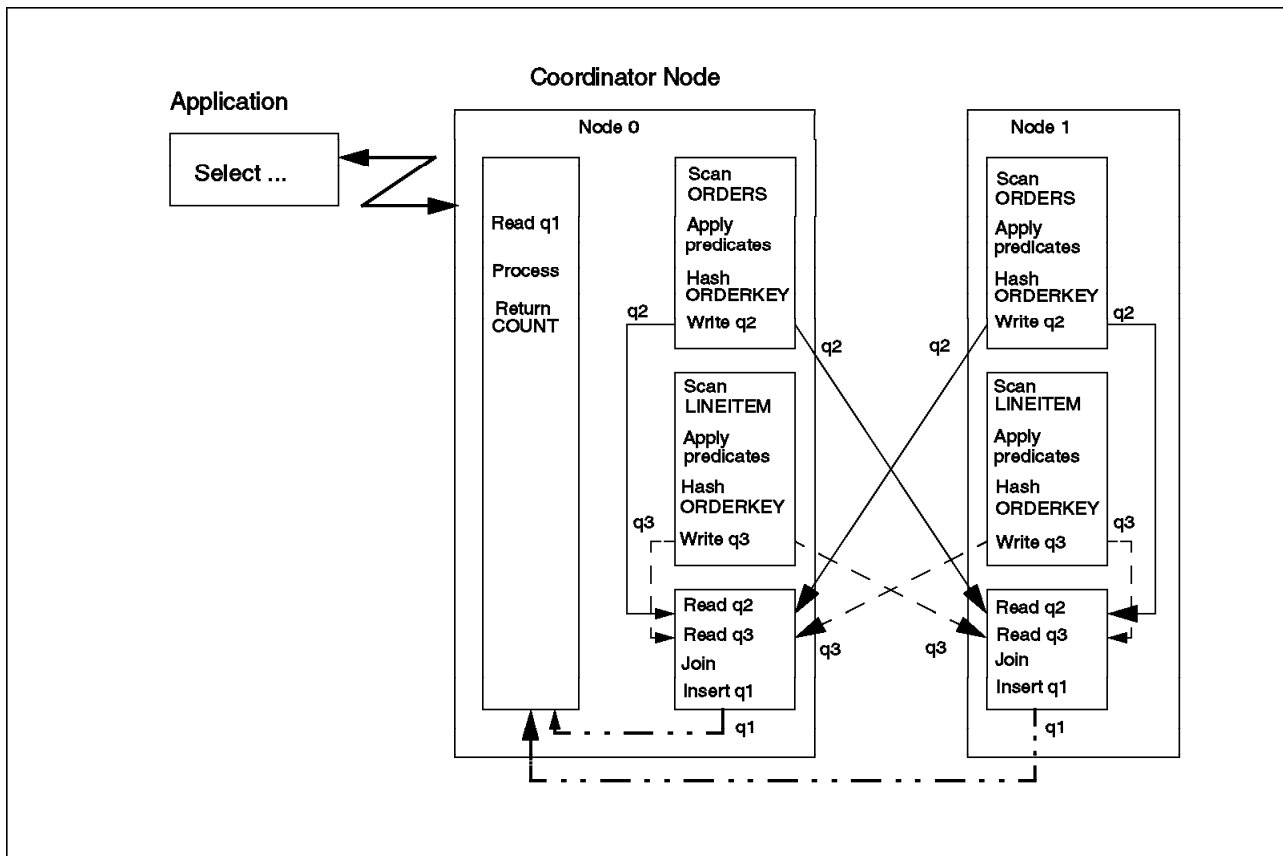 Coordinator Node
Application
Select ...
Node 0
Read q1
Process
Return
COUNT
Scan
ORDERS
Apply
predicates
Hash
ORDERKEY
Write q2
q2
q2
Scan
LINEITEM
Apply
predicates
Hash
ORDERKEY
Write q3
q3
Read q2
Read q3
Join
Insert q1
q3
q1
Node 1
Scan
ORDERS
Apply
predicates
Hash
ORDERKEY
Write q2
q2
q2
Scan
LINEITEM
Apply
predicates
Hash
ORDERKEY
Write q3
q3
Read q2
Read q3
Join
Insert q1
q3
q1